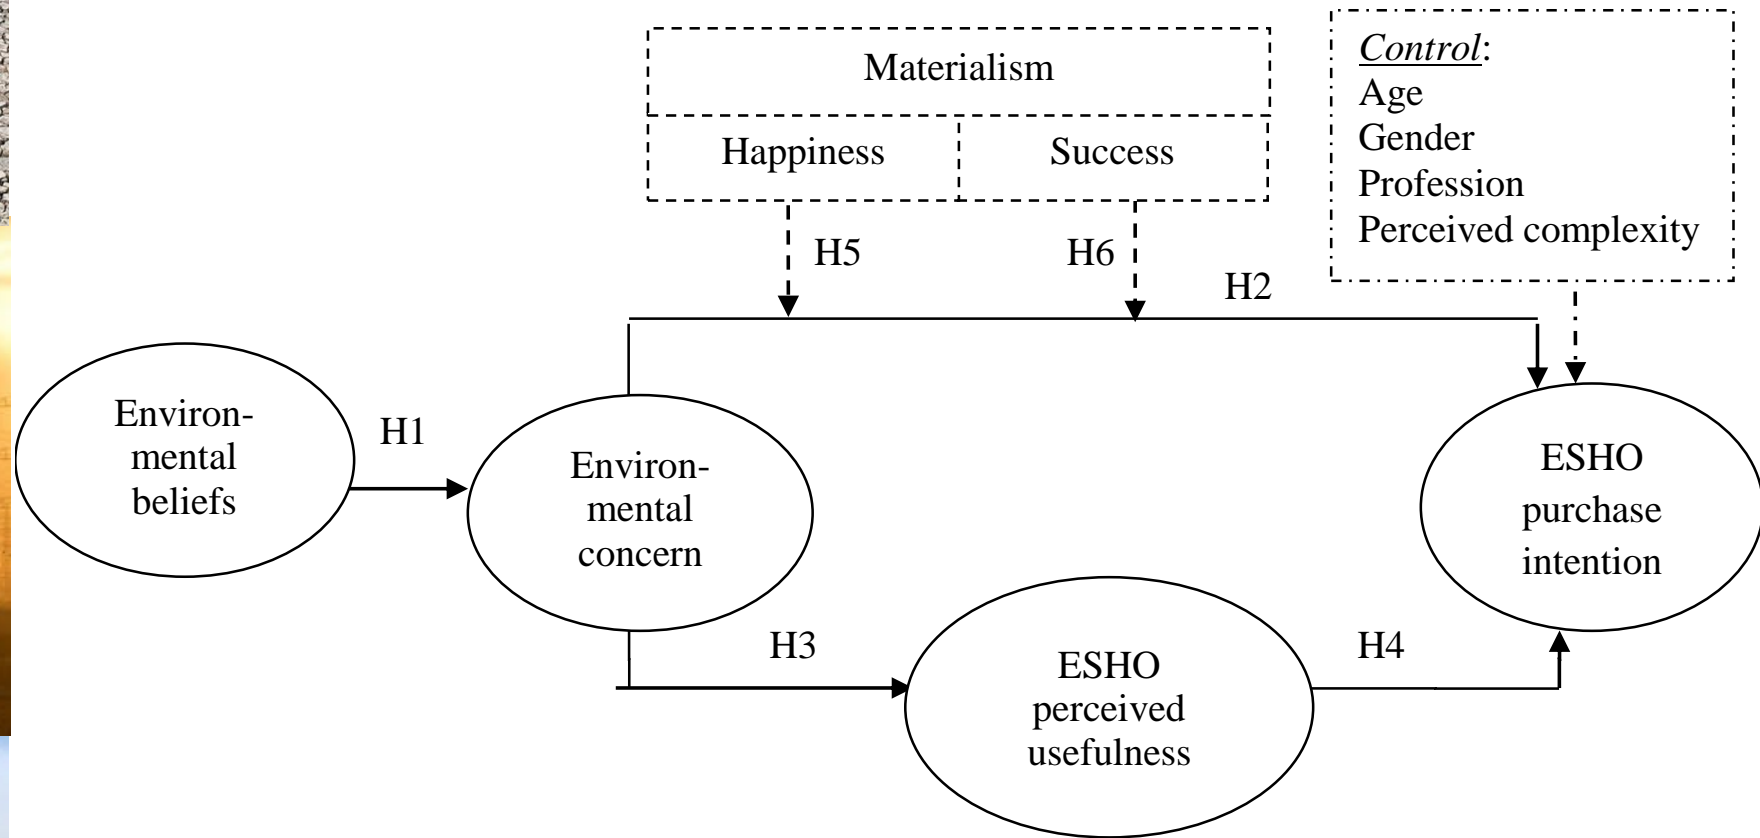 Materialism
Happiness
Success
Control:
Age
Gender
Profession
Perceived complexity
H5
H6
H2
Environ-
mental
beliefs
H1
Environ-
mental
concern
ESHO
purchase
intention
H3
ESHO
perceived
usefulness
H4